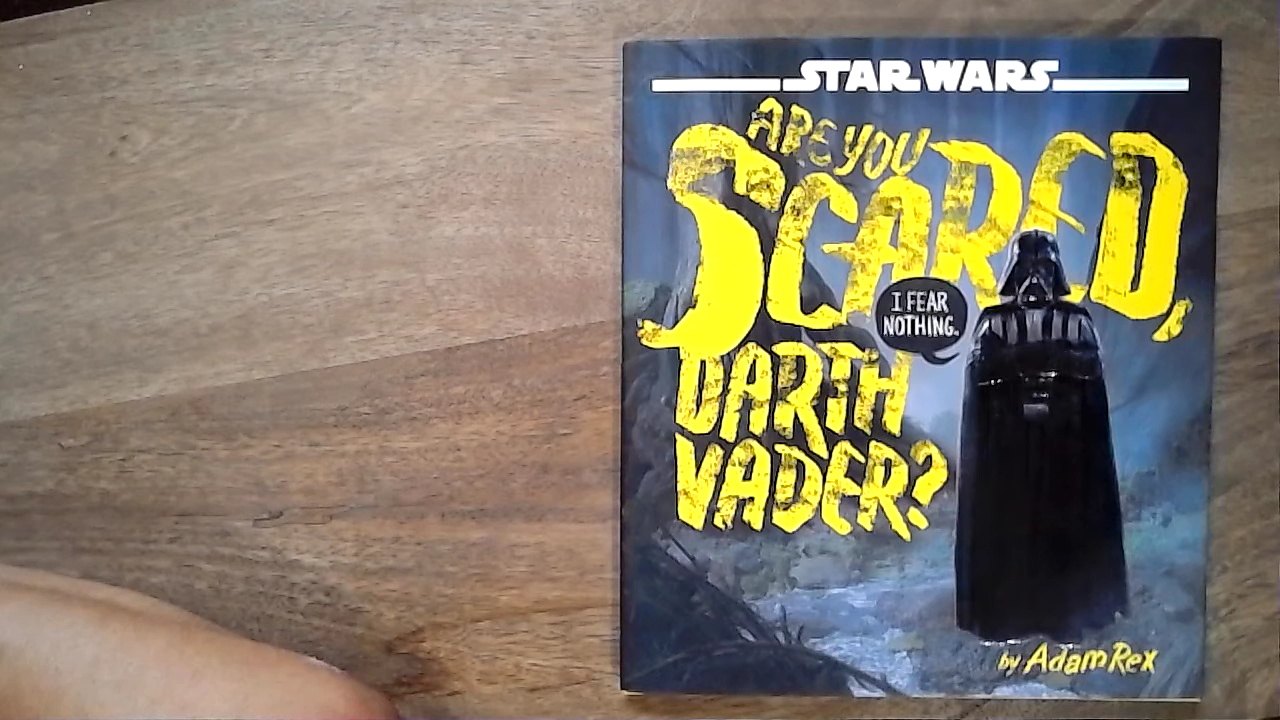 STAR WARS
ARE YOU
SCARED,
DARTH
VADER?
I FEAR
NOTHING.
by Adam Rex